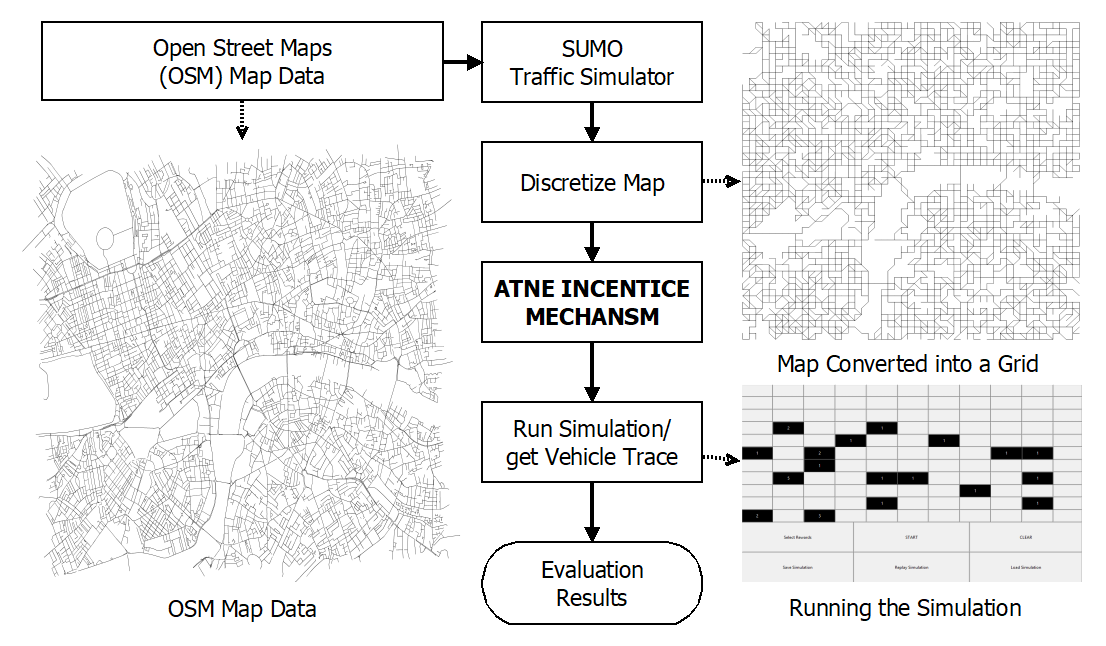 Open Street Maps
(OSM) Map Data
SUMO
Traffic Simulator
Discretize Map
ATNE INCENTICE
MECHANSM
Map Converted into a Grid
Run Simulation/
get Vehicle Trace
2
1
1
1
1
2
1
1
1
5
1
1
1
1
1
1
2
5
Select Rewards
START
CLEAR
Save Simulation
Replay Simulation
Load Simulation
Evaluation
Results
OSM Map Data
Running the Simulation